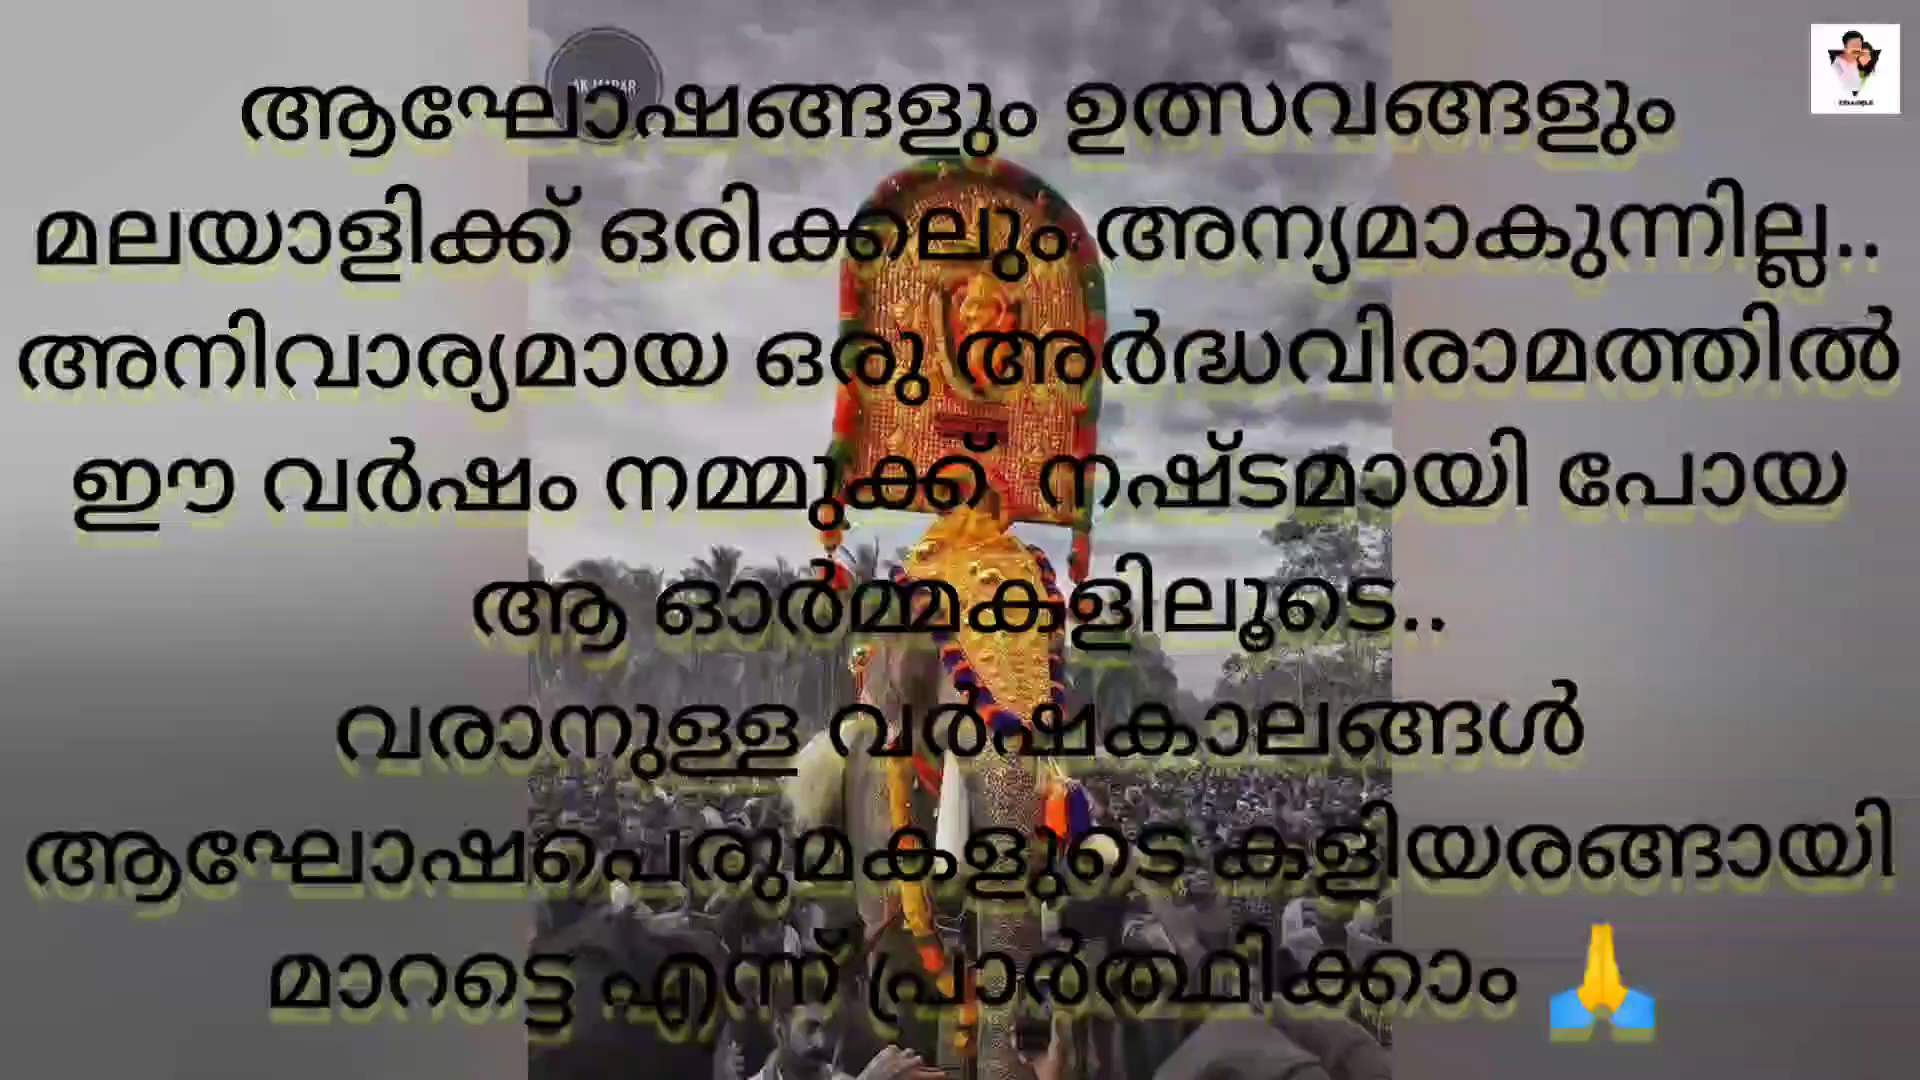 ആഘോഷങ്ങളും ഉത്സവങ്ങളും
മലയാളിക്ക് ഒരിക്കലും അന്യമാകുന്നില്ല..
അനിവാര്യമായ ഒരു അർദ്ധവിരാമത്തിൽ
ഈ വർഷം നമ്മുക്ക് നഷ്ടമായി പോയ
ആ ഓർമ്മകളിലൂടെ..
വരാനുള്ള വർഷകാലങ്ങൾ
ആഘോഷപെരുമകളുടെ കളിയരങ്ങായി
മാറട്ടെ എന്ന് പ്രാർത്ഥിക്കാം 🙏